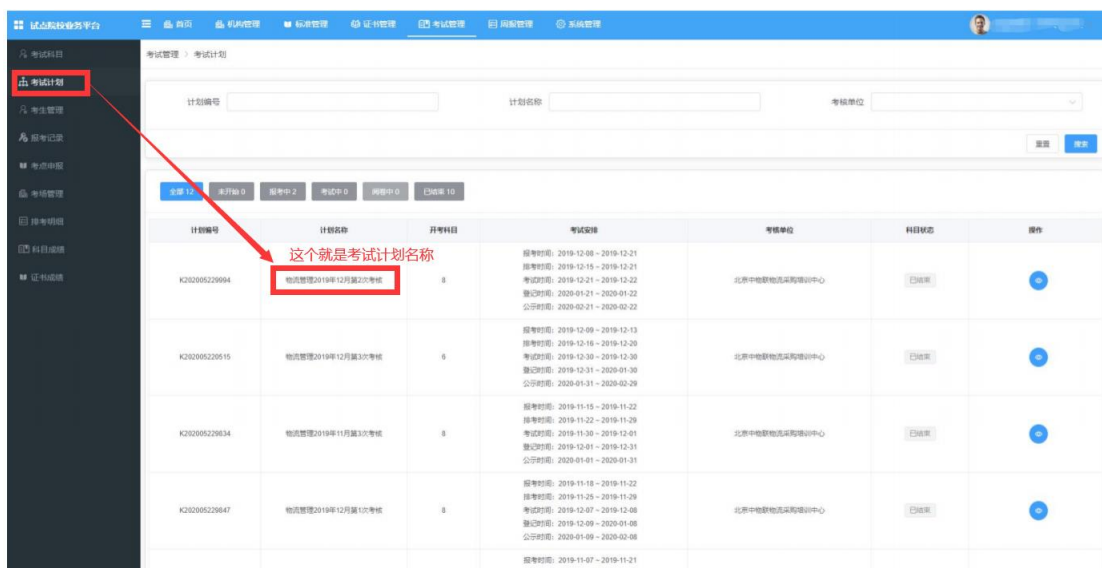 试点院校业务平台 首页 机构管理 标准管理 证书管理 考试管理 周报管理 系统管理
考试科目
考试计划
考生管理
报考记录
考点申报
考场管理
排考明细
科目成绩
证书成绩
考试管理 > 考试计划
计划编号 计划名称 考核单位
重置 搜索
全部 12 未开始 0 报考中 2 考试中 0 阅卷中 0 已结束 10
计划编号 计划名称 开考科目 考试安排 考核单位 科目状态 操作
这个就是考试计划名称
K202005229994 物流管理2019年12月第2次考核 8
报考时间：2019-12-08 ~ 2019-12-21
排考时间：2019-12-15 ~ 2019-12-21
考试时间：2019-12-21 ~ 2019-12-22
登记时间：2020-01-21 ~ 2020-01-22
公示时间：2020-02-21 ~ 2020-02-22
北京中物联物流采购培训中心 已结束
K202005220515 物流管理2019年12月第3次考核 6
报考时间：2019-12-09 ~ 2019-12-13
排考时间：2019-12-16 ~ 2019-12-20
考试时间：2019-12-30 ~ 2019-12-30
登记时间：2019-12-31 ~ 2020-01-30
公示时间：2020-01-31 ~ 2020-02-29
北京中物联物流采购培训中心 已结束
K202005229834 物流管理2019年11月第3次考核 8
报考时间：2019-11-15 ~ 2019-11-22
排考时间：2019-11-22 ~ 2019-11-29
考试时间：2019-11-30 ~ 2019-12-01
登记时间：2019-12-01 ~ 2019-12-31
公示时间：2020-01-01 ~ 2020-01-31
北京中物联物流采购培训中心 已结束
K202005229847 物流管理2019年12月第1次考核 8
报考时间：2019-11-18 ~ 2019-11-22
排考时间：2019-11-25 ~ 2019-11-29
考试时间：2019-12-07 ~ 2019-12-08
登记时间：2019-12-09 ~ 2020-01-08
公示时间：2020-01-09 ~ 2020-02-08
北京中物联物流采购培训中心 已结束
报考时间：2019-11-07 ~ 2019-11-21